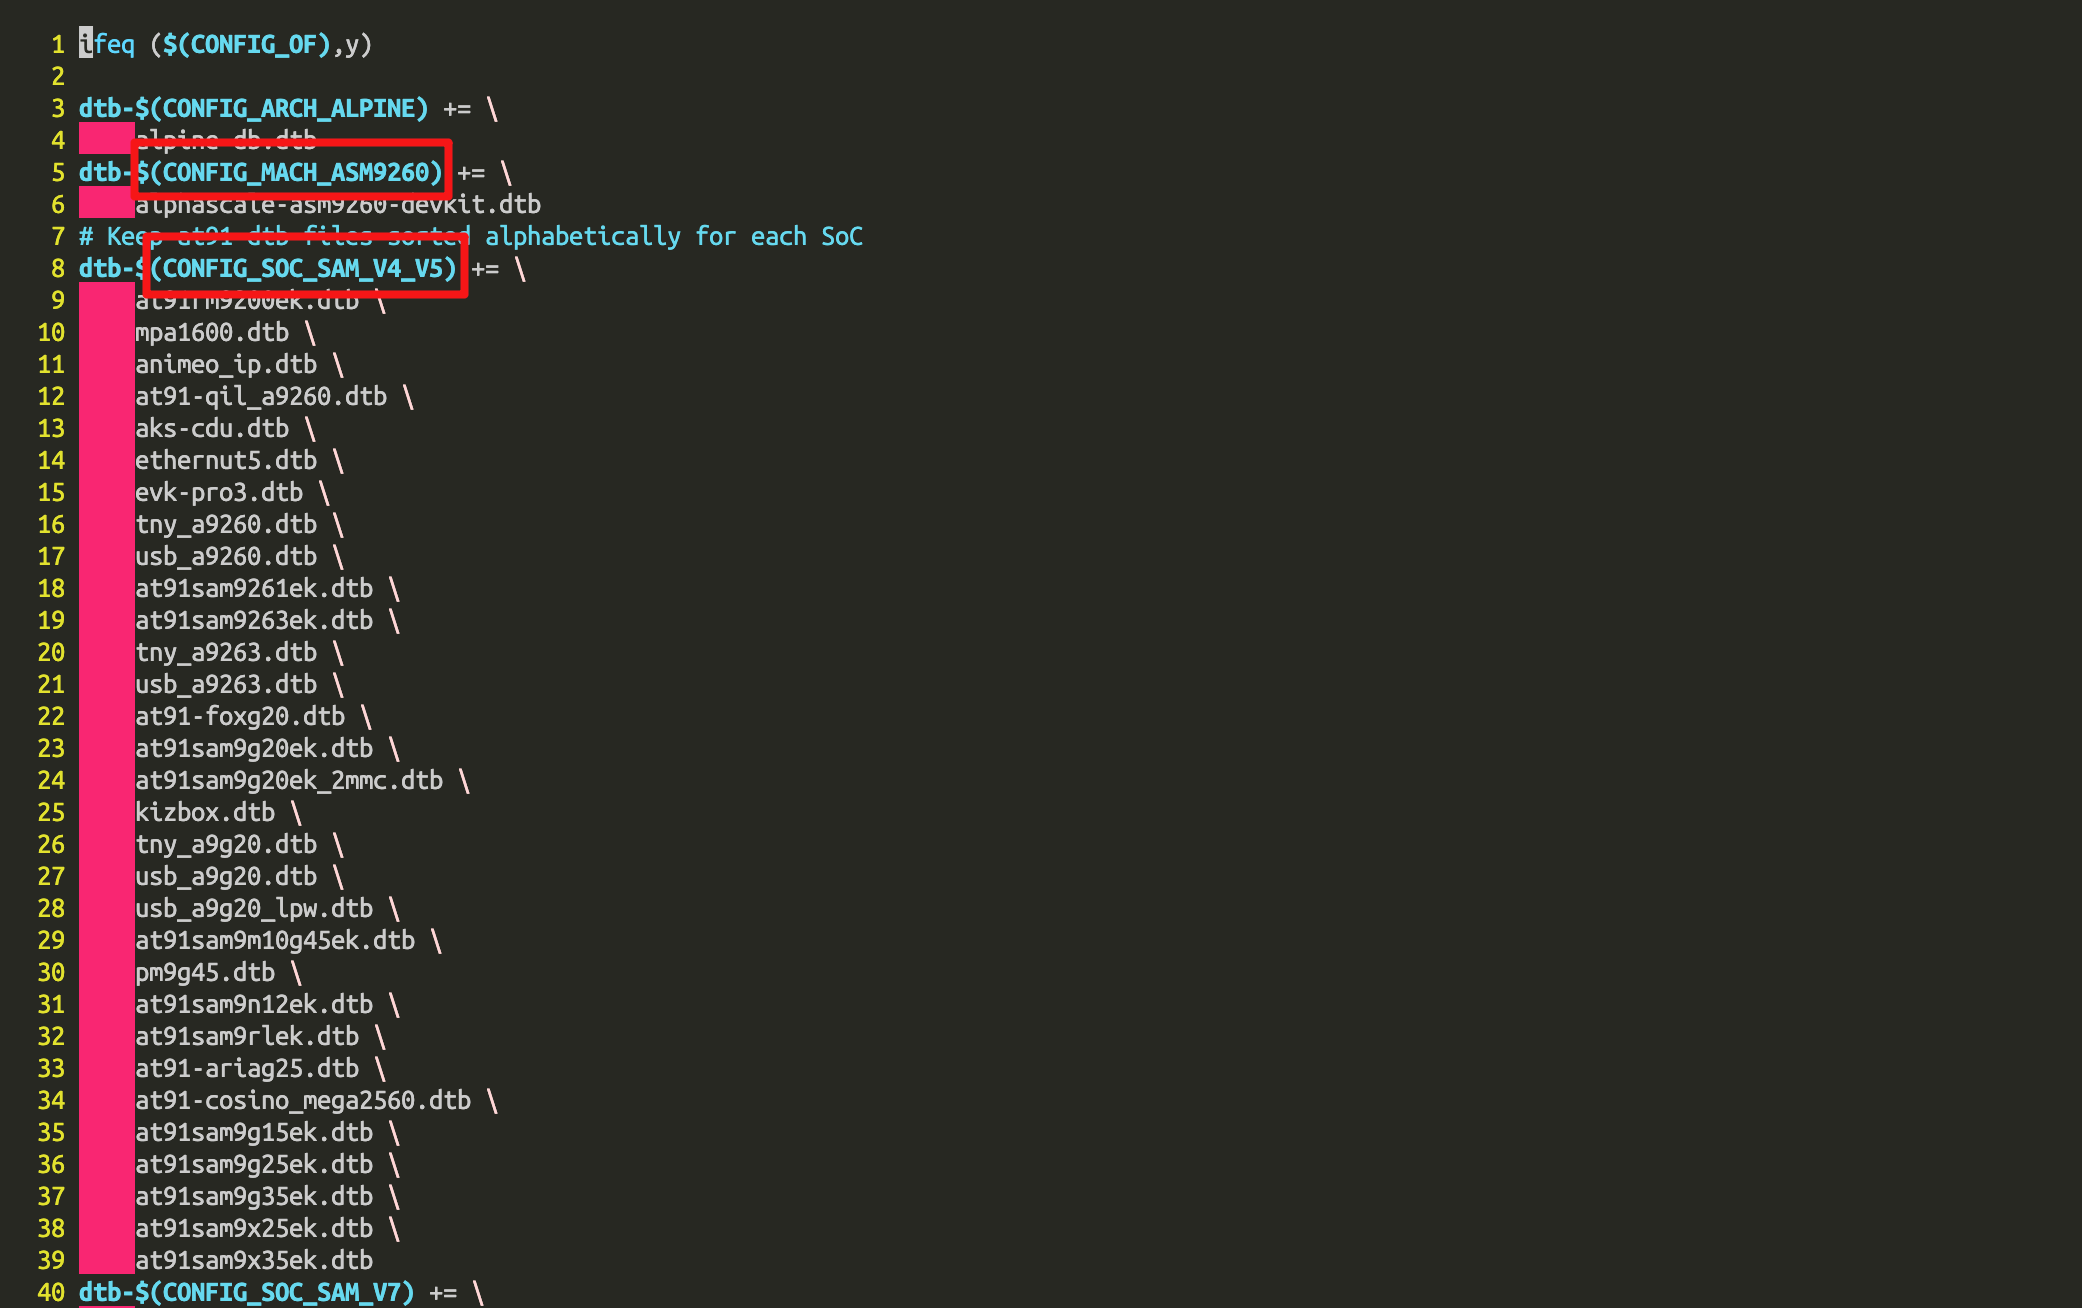 1 ifeq ($(CONFIG_OF),y)
2
3 dtb-$(CONFIG_ARCH_ALPINE) += \
4 alpine-db.dtb
5 dtb-$(CONFIG_MACH_ASM9260) += \
6 alphascale-asm9260-devkit.dtb
7 # Keep at91 dtb files sorted alphabetically for each SoC
8 dtb-$(CONFIG_SOC_SAM_V4_V5) += \
9 at91rm9200ek.dtb \
10 mpa1600.dtb \
11 animeo_ip.dtb \
12 at91-qil_a9260.dtb \
13 aks-cdu.dtb \
14 ethernut5.dtb \
15 evk-pro3.dtb \
16 tny_a9260.dtb \
17 usb_a9260.dtb \
18 at91sam9261ek.dtb \
19 at91sam9263ek.dtb \
20 tny_a9263.dtb \
21 usb_a9263.dtb \
22 at91-foxg20.dtb \
23 at91sam9g20ek.dtb \
24 at91sam9g20ek_2mmc.dtb \
25 kizbox.dtb \
26 tny_a9g20.dtb \
27 usb_a9g20.dtb \
28 usb_a9g20_lpw.dtb \
29 at91sam9m10g45ek.dtb \
30 pm9g45.dtb \
31 at91sam9n12ek.dtb \
32 at91sam9rlek.dtb \
33 at91-ariag25.dtb \
34 at91-cosino_mega2560.dtb \
35 at91sam9g15ek.dtb \
36 at91sam9g25ek.dtb \
37 at91sam9g35ek.dtb \
38 at91sam9x25ek.dtb \
39 at91sam9x35ek.dtb
40 dtb-$(CONFIG_SOC_SAM_V7) += \